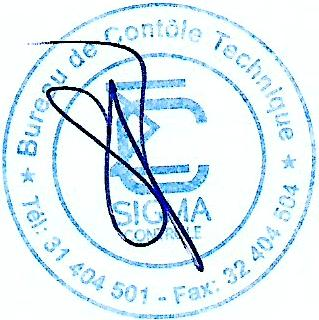 ★ Bureau de Contôle Technique ★
SIGMA
CONTROLE
Tél: 31 404 501 - Fax: 32 404 504